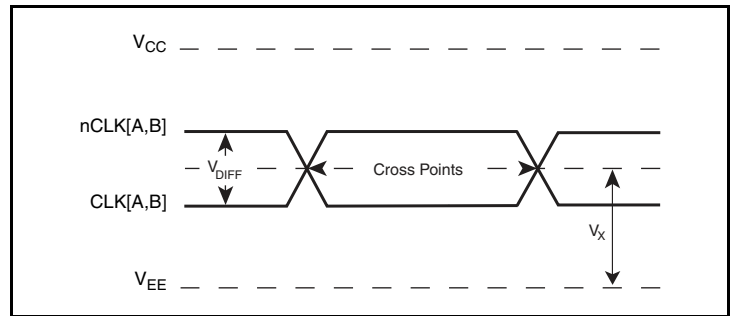 VCC
nCLK[A,B]
VDIFF
Cross Points
CLK[A,B]
VX
VEE